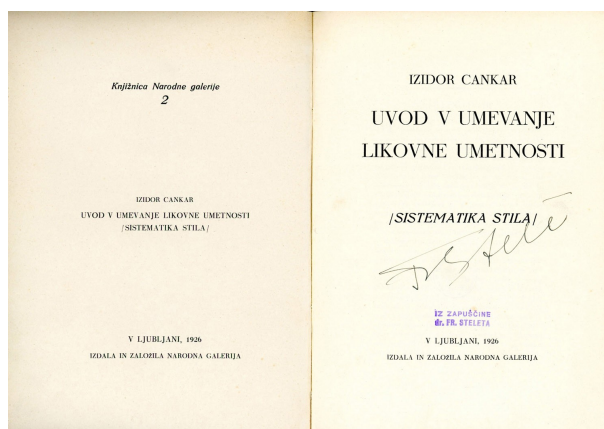 Knjižnica Narodne galerije
2
IZIDOR CANKAR
UVOD V UMEVANJE LIKOVNE UMETNOSTI
/SISTEMATIKA STILA/
V LJUBLJANI, 1926
IZDALA IN ZALOŽILA NARODNA GALERIJA
IZIDOR CANKAR
UVOD V UMEVANJE
LIKOVNE UMETNOSTI
/SISTEMATIKA STILA/
Fr Stelè
IZ ZAPUŠČINE
dr. FR. STELETA
V LJUBLJANI, 1926
IZDALA IN ZALOŽILA NARODNA GALERIJA